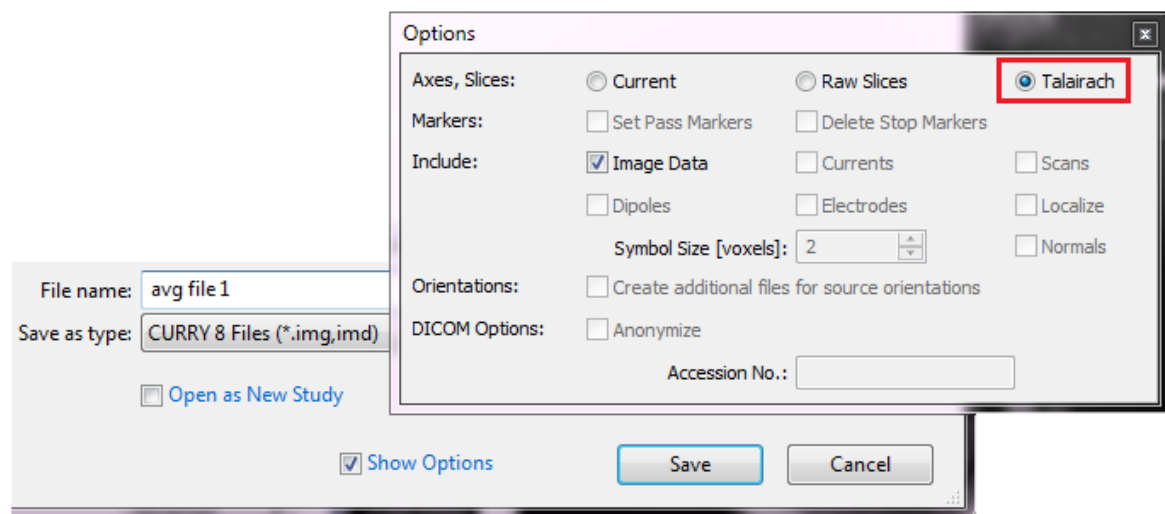 Options
Axes, Slices: Current Raw Slices Talairach
Markers: Set Pass Markers Delete Stop Markers
Include: Image Data Currents Scans
Dipoles Electrodes Localize
Symbol Size [voxels]: 2 Normals
Orientations: Create additional files for source orientations
DICOM Options: Anonymize
Accession No.:
File name: avg file1
Save as type: CURRY 8 Files (*.img,imd)
Open as New Study
Show Options Save Cancel